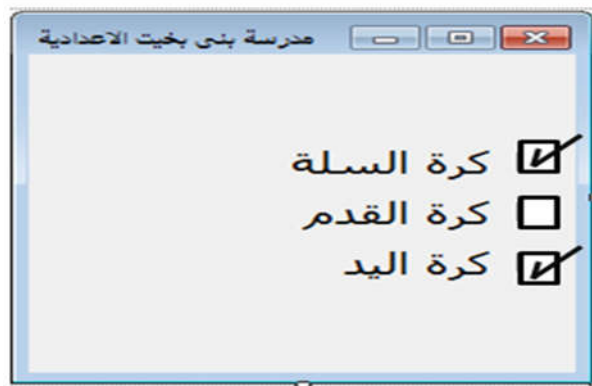 مدرسة بنى بخيت الاعدادية
كرة السلة
كرة القدم
كرة اليد